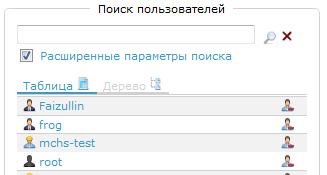 Поиск пользователей
Расширенные параметры поиска
Таблица Дерево
Faizullin
frog
mchs-test
root